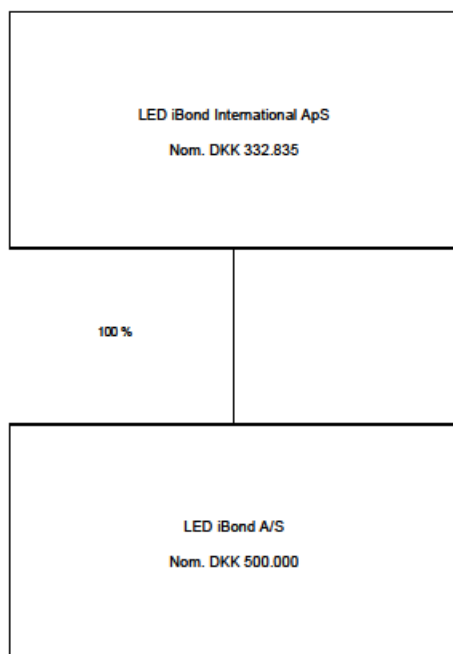 LED iBond International ApS
Nom. DKK 332.835
100 %
LED iBond A/S
Nom. DKK 500.000